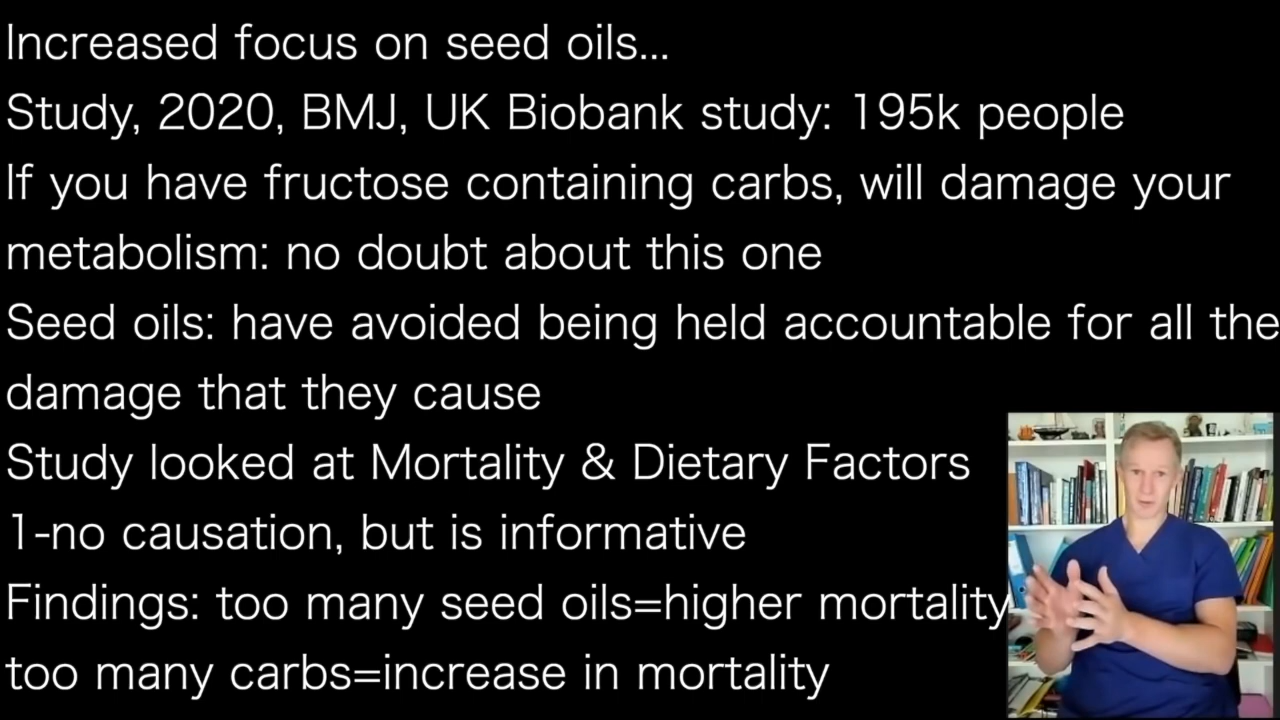 Increased focus on seed oils...
Study, 2020, BMJ, UK Biobank study: 195k people
If you have fructose containing carbs, will damage your
metabolism: no doubt about this one
Seed oils: have avoided being held accountable for all the
damage that they cause
Study looked at Mortality & Dietary Factors
1-no causation, but is informative
Findings: too many seed oils=higher mortality
too many carbs=increase in mortality